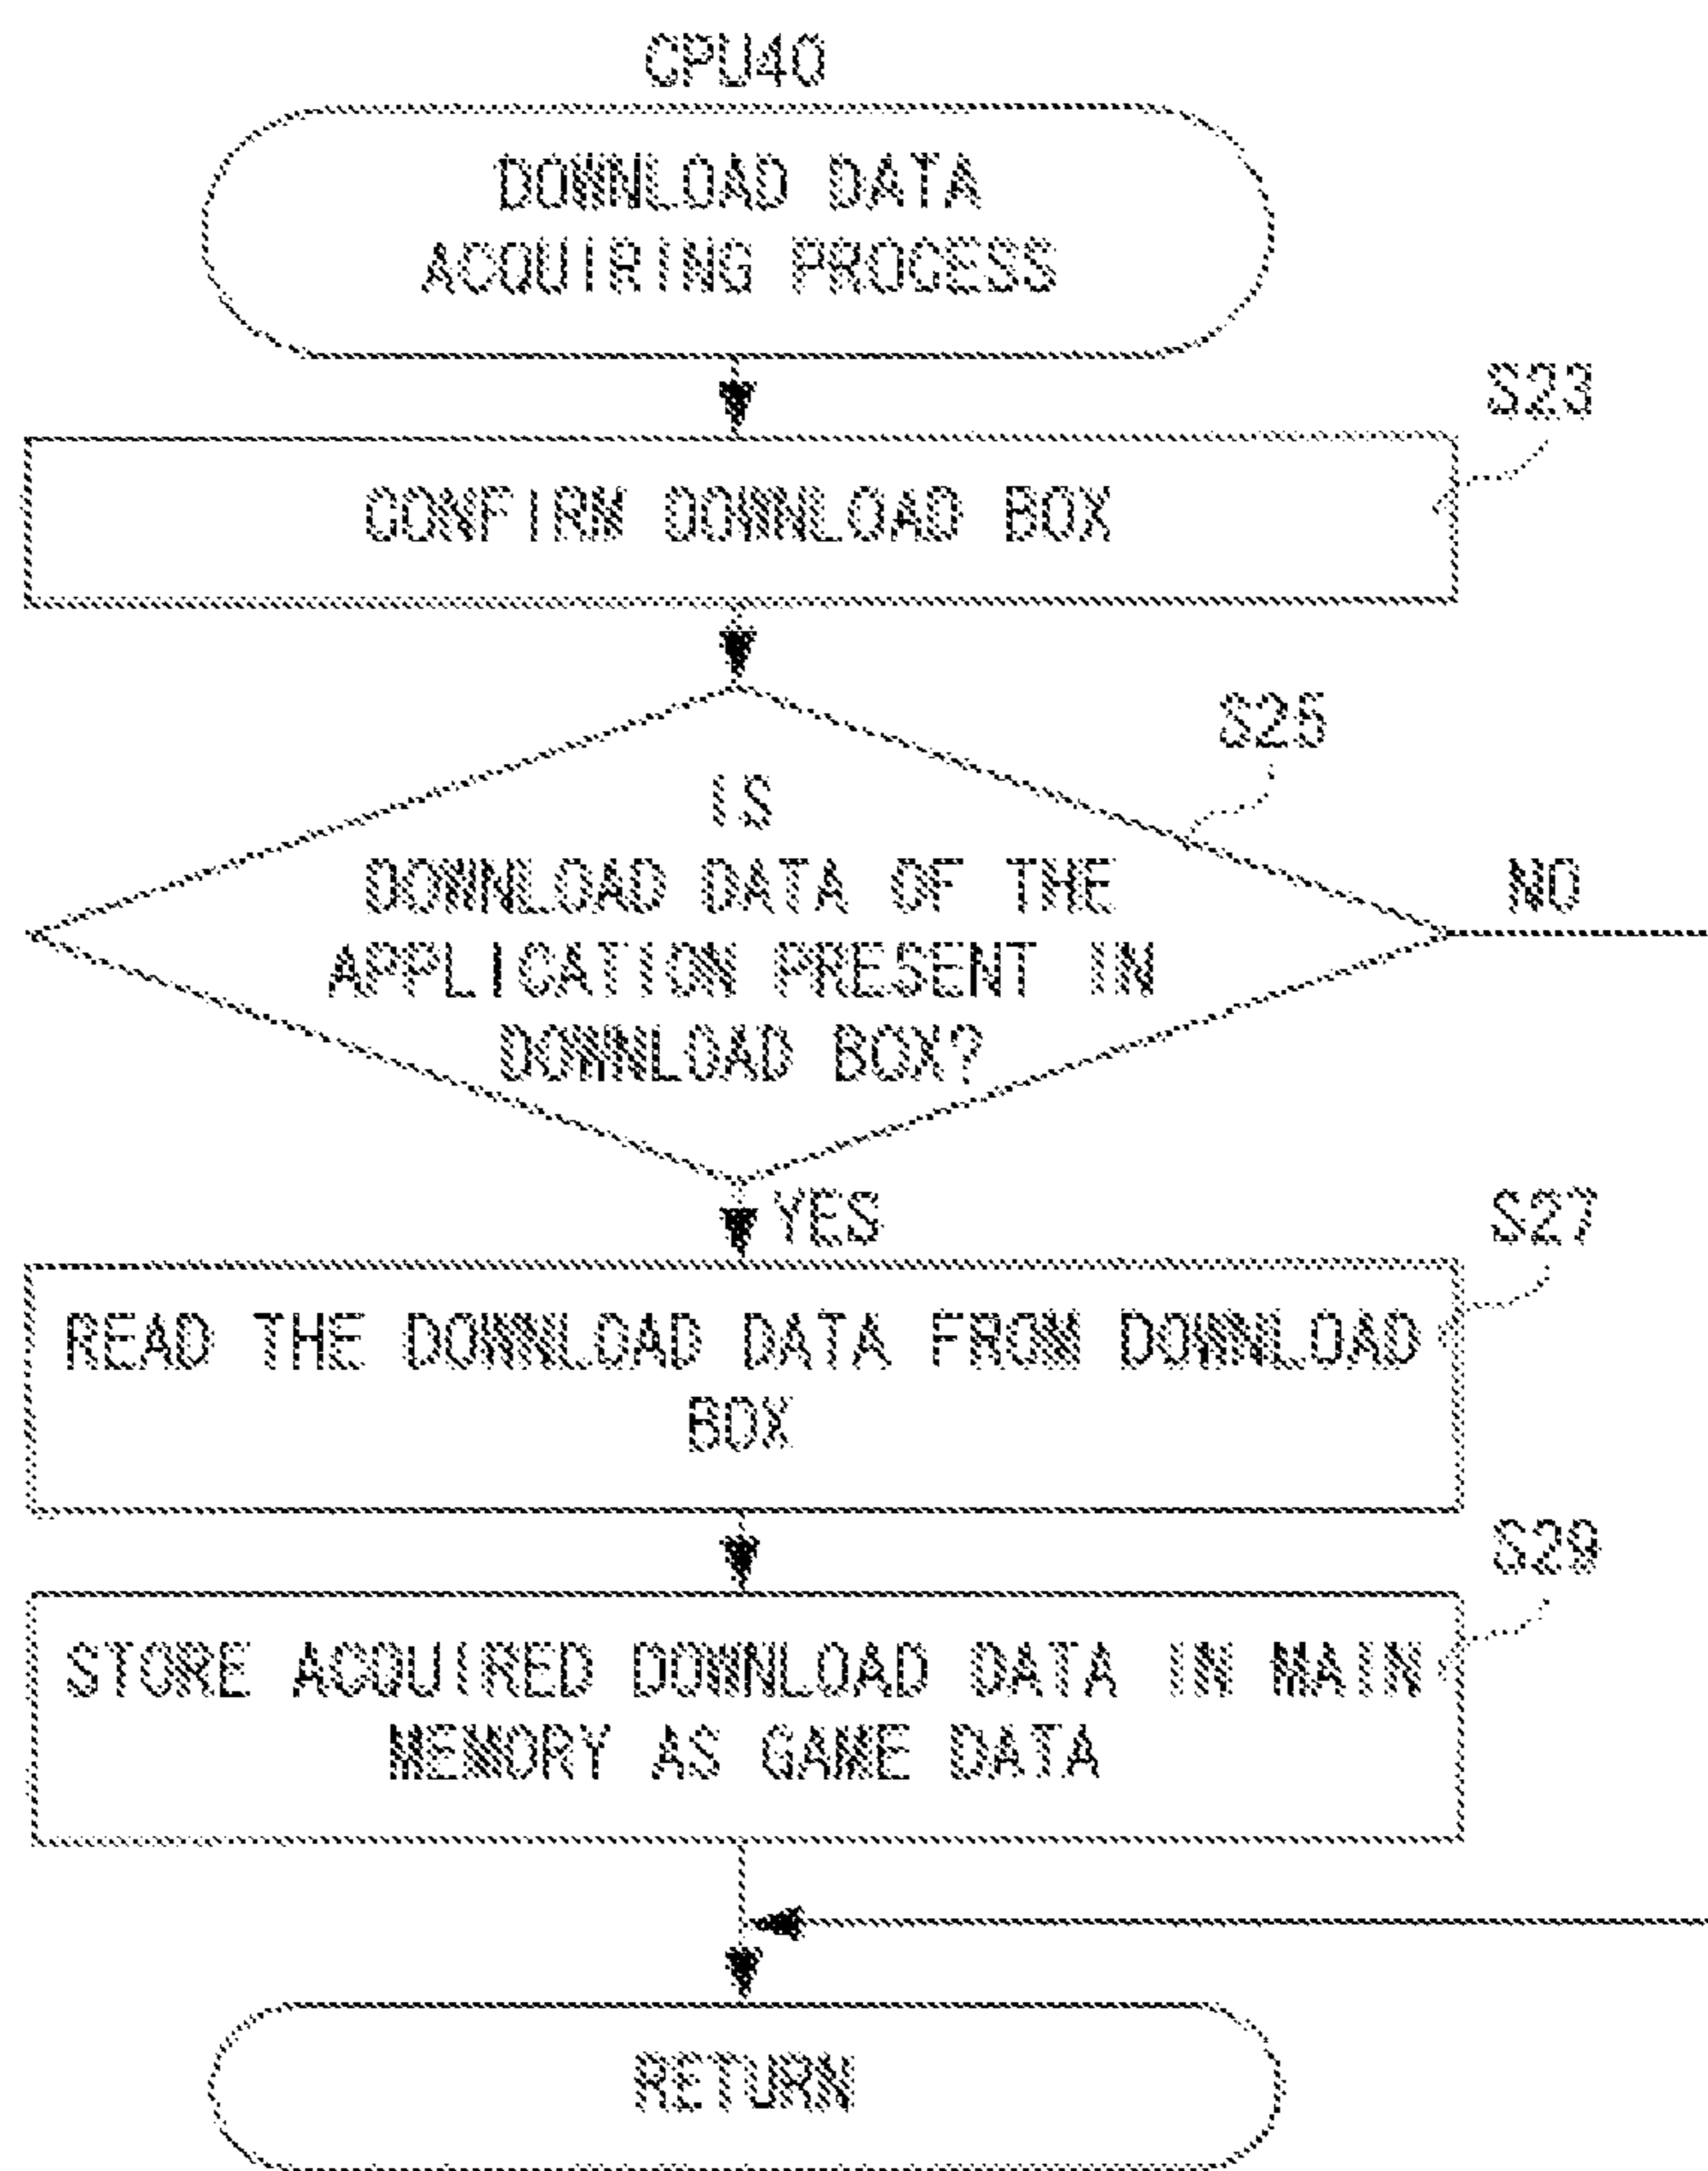 CPU40
DOWNLOAD DATA
ACQUIRING PROCESS
S23
CONFIRM DOWNLOAD BOX
S25
IS
DOWNLOAD DATA OF THE
APPLICATION PRESENT IN
DOWNLOAD BOX?
NO
YES
S27
READ THE DOWNLOAD DATA FROM DOWNLOAD
BOX
S29
STORE ACQUIRED DOWNLOAD DATA IN MAIN
MEMORY AS GAME DATA
RETURN